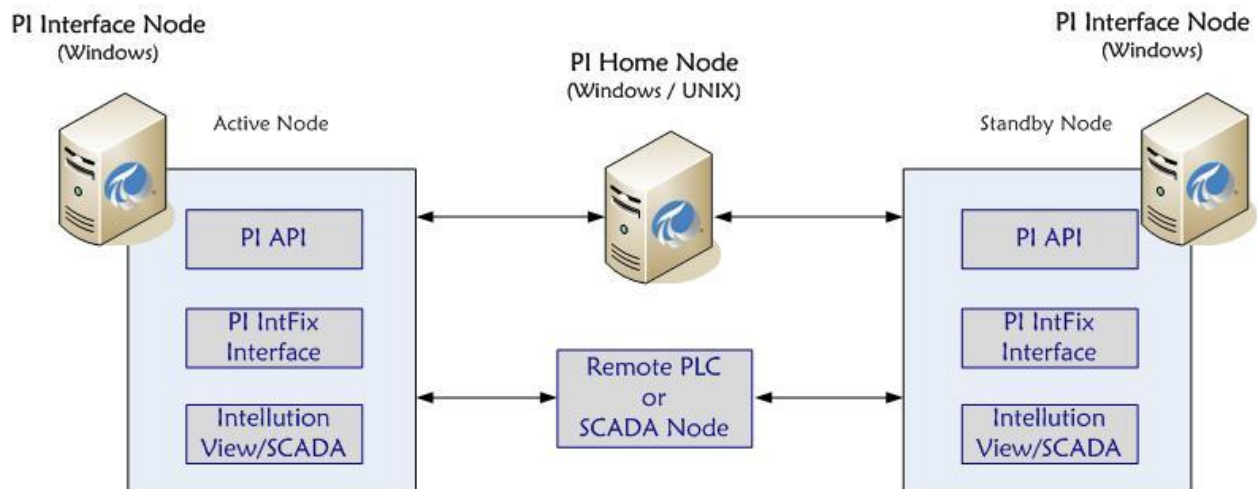 PI Interface Node
(Windows)
PI Home Node
(Windows / UNIX)
PI Interface Node
(Windows)
Active Node
Standby Node
PI API
PI IntFix
Interface
Intellution
View/SCADA
Remote PLC
or
SCADA Node
PI API
PI IntFix
Interface
Intellution
View/SCADA